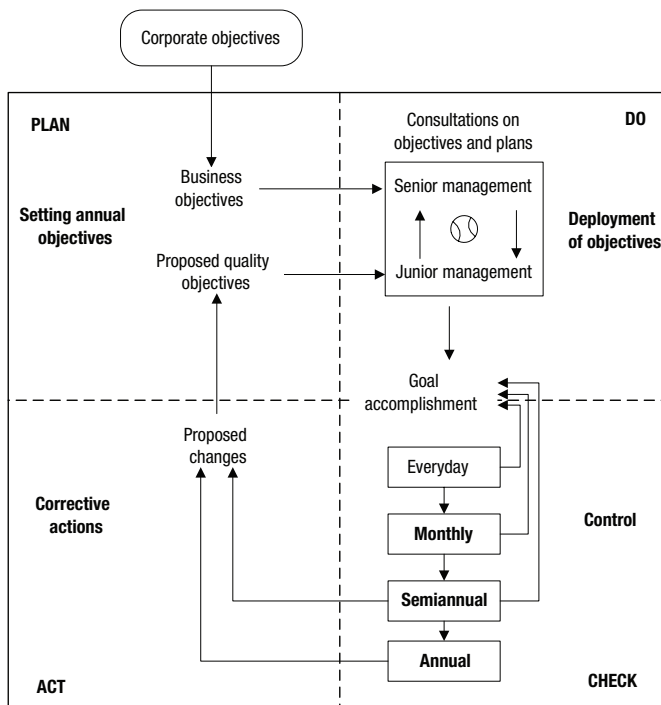 Corporate objectives
PLAN
DO
Consultations on
objectives and plans
Business
objectives
Senior management
Setting annual
objectives
Deployment
of objectives
Proposed quality
objectives
Junior management
Goal
accomplishment
Proposed
changes
Everyday
Corrective
actions
Monthly
Control
Semiannual
Annual
ACT
CHECK